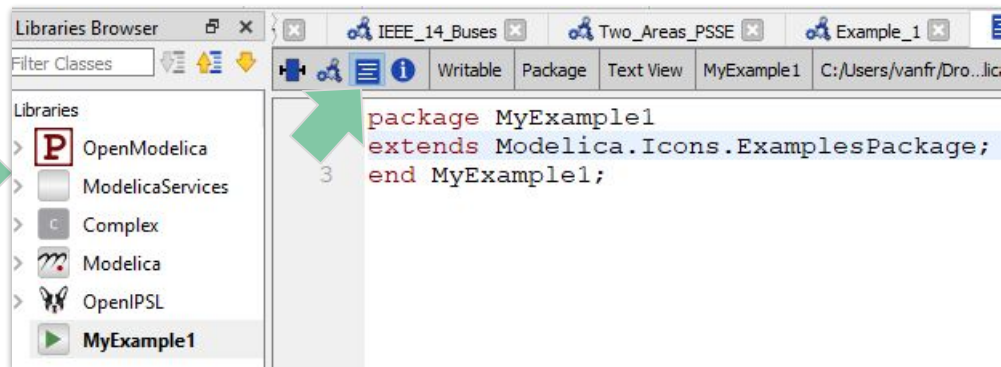 Libraries Browser
IEEE_14_Buses
Two_Areas_PSSE
Example_1
Filter Classes
Writable
Package
Text View
MyExample1
C:/Users/vanfr/Dro...lica
Libraries
P OpenModelica
ModelicaServices
C Complex
Modelica
OpenIPSL
MyExample1
package MyExample1
extends Modelica.Icons.ExamplesPackage;
3 end MyExample1;